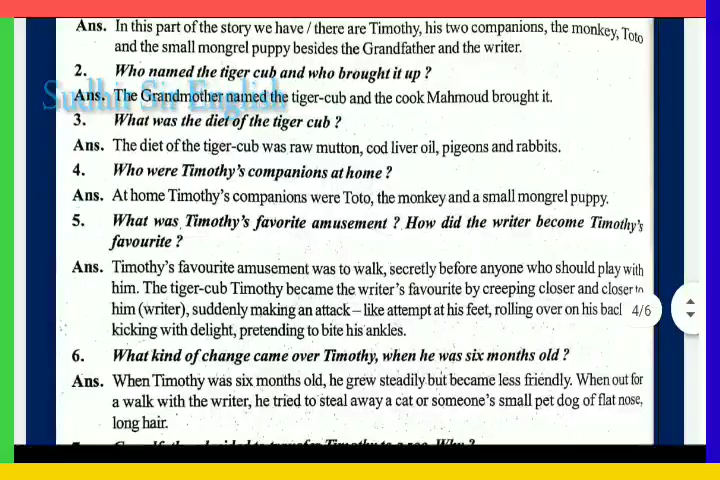 Ans. In this part of the story we have / there are Timothy, his two companions, the monkey, Toto
and the small mongrel puppy besides the Grandfather and the writer.
2. Who named the tiger cub and who brought it up ?
Sudhir Sir English
Ans. The Grandmother named the tiger-cub and the cook Mahmoud brought it.
3. What was the diet of the tiger cub ?
Ans. The diet of the tiger-cub was raw mutton, cod liver oil, pigeons and rabbits.
4. Who were Timothy's companions at home ?
Ans. At home Timothy's companions were Toto, the monkey and a small mongrel puppy.
5. What was Timothy's favorite amusement ? How did the writer become Timothy's
favourite ?
Ans. Timothy's favourite amusement was to walk, secretly before anyone who should play with
him. The tiger-cub Timothy became the writer's favourite by creeping closer and closer to
him (writer), suddenly making an attack – like attempt at his feet, rolling over on his bacl
4/6
kicking with delight, pretending to bite his ankles.
6. What kind of change came over Timothy, when he was six months old ?
Ans. When Timothy was six months old, he grew steadily but became less friendly. When out for
a walk with the writer, he tried to steal away a cat or someone's small pet dog of flat nose,
long hair.